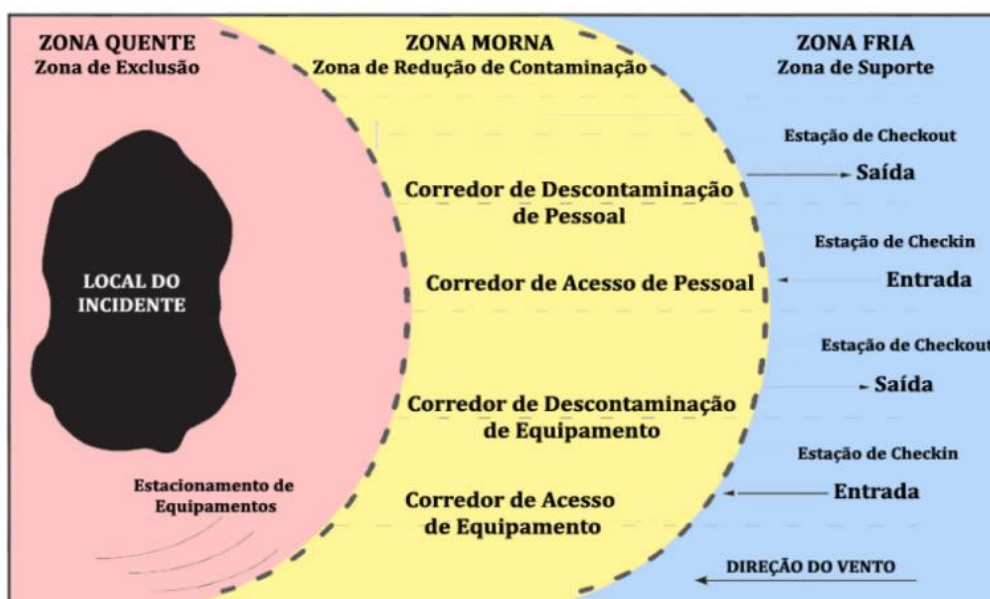 ZONA QUENTE
Zona de Exclusão
ZONA MORNA
Zona de Redução de Contaminação
ZONA FRIA
Zona de Suporte
Estação de Checkout
Saída
Corredor de Descontaminação
de Pessoal
Estação de Checkin
Entrada
Corredor de Acesso de Pessoal
LOCAL DO
INCIDENTE
Estação de Checkout
Saída
Corredor de Descontaminação
de Equipamento
Estação de Checkin
Entrada
Corredor de Acesso
de Equipamento
Estacionamento de
Equipamentos
DIREÇÃO DO VENTO